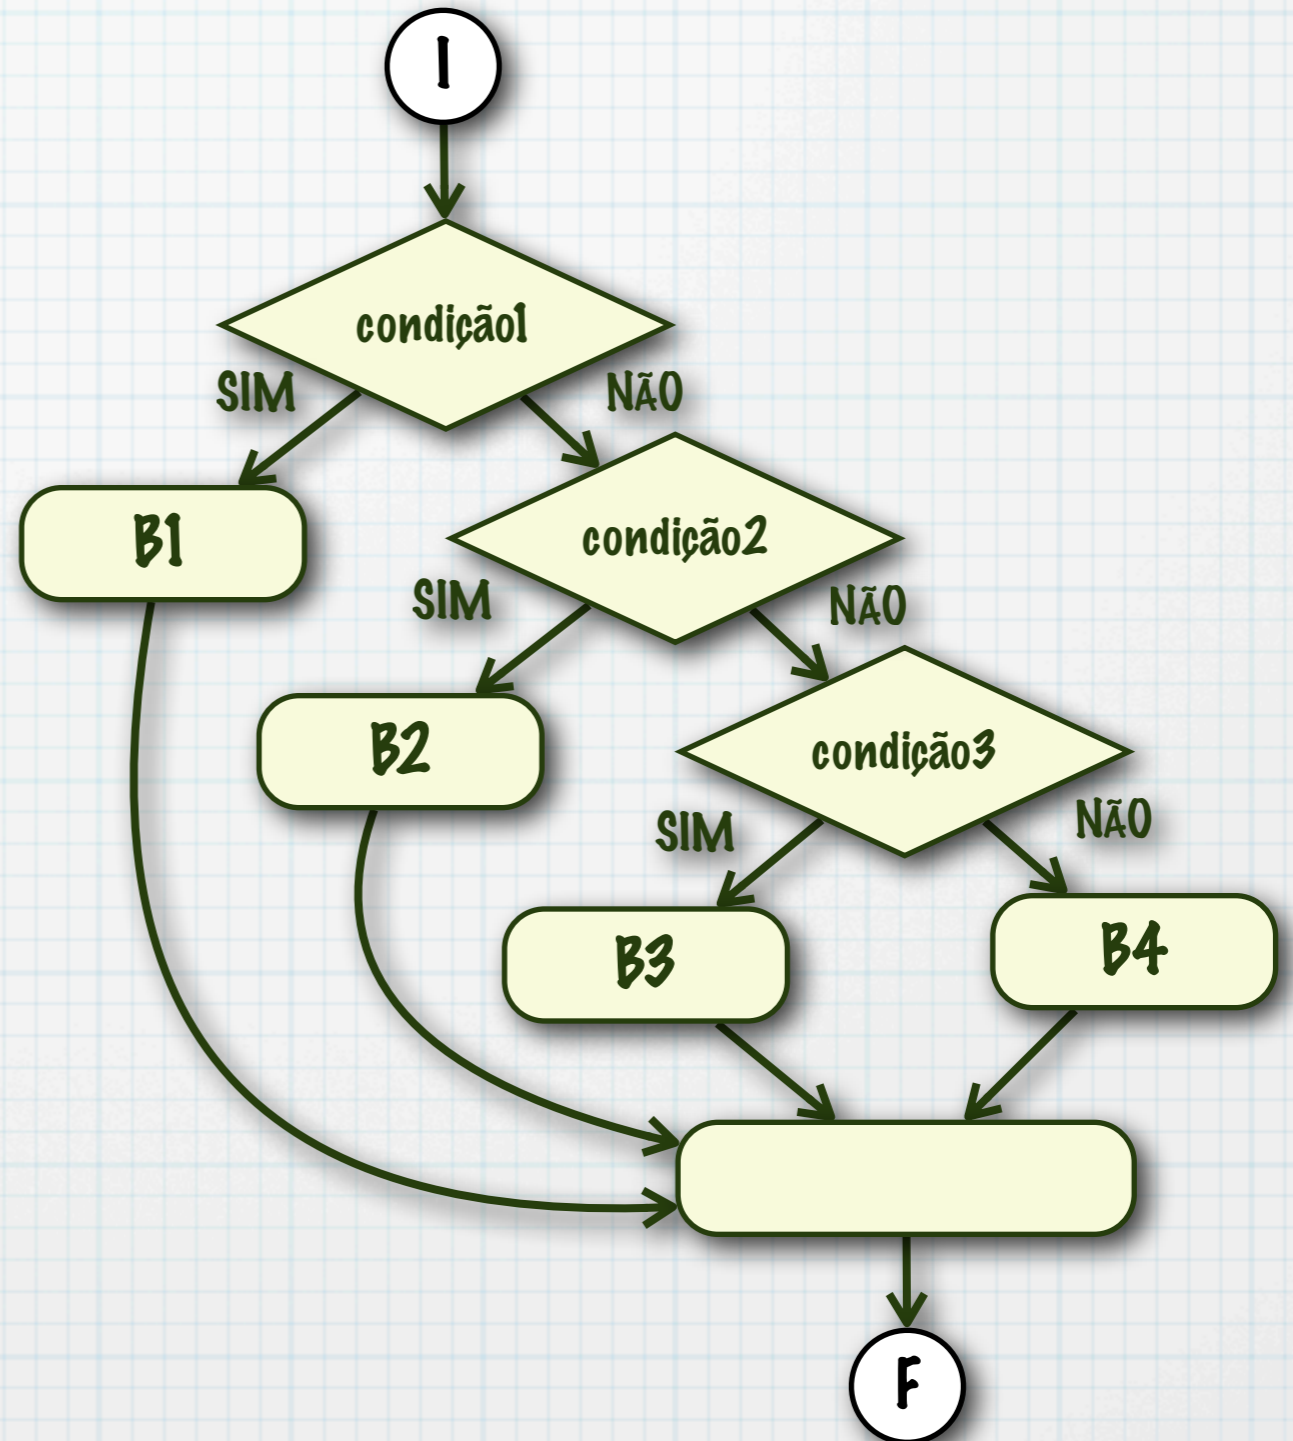 I
condição1
SIM
NÃO
B1
condição2
SIM
NÃO
B2
condição3
SIM
NÃO
B3
B4
F